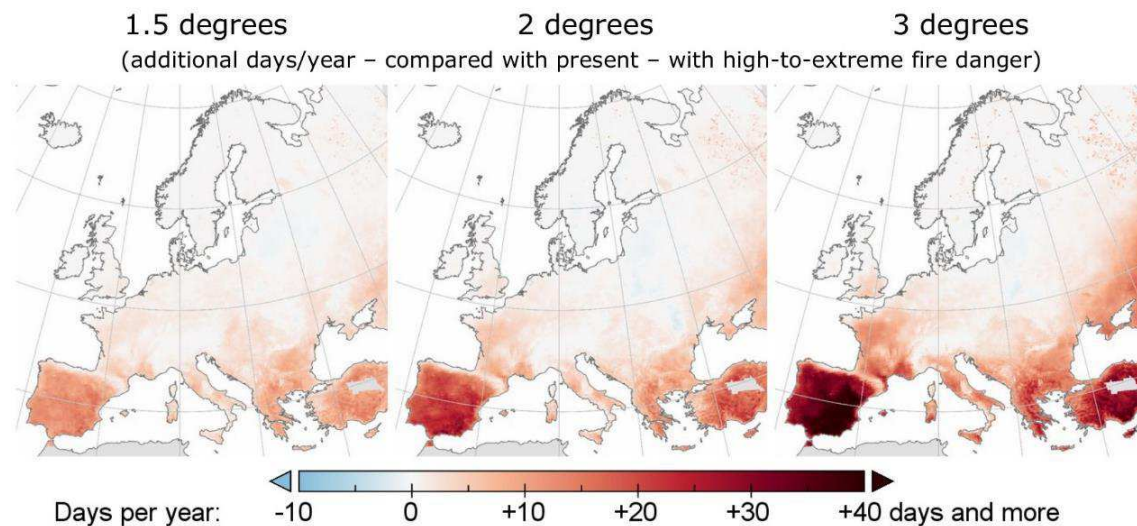 1.5 degrees 2 degrees 3 degrees
(additional days/year – compared with present – with high-to-extreme fire danger)
Days per year: -10 0 +10 +20 +30 +40 days and more